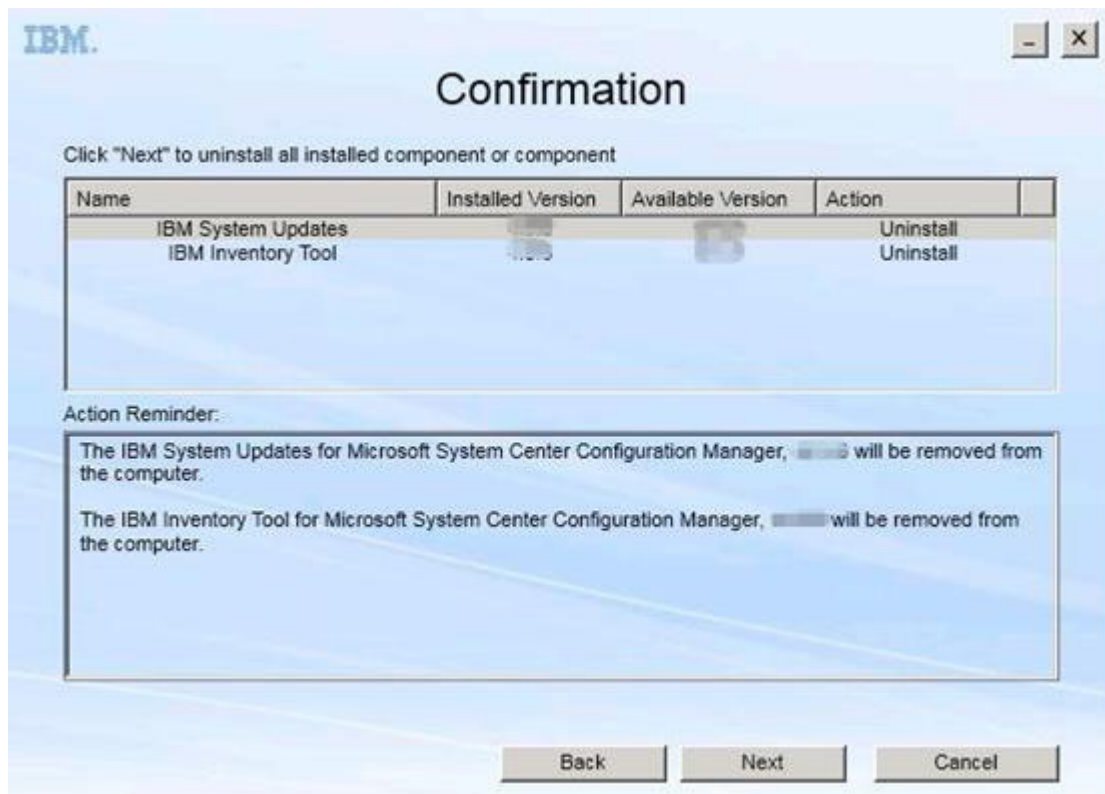 IBM.
Confirmation
Click "Next" to uninstall all installed component or component
Name Installed Version Available Version Action
IBM System Updates Uninstall
IBM Inventory Tool Uninstall
Action Reminder:
The IBM System Updates for Microsoft System Center Configuration Manager, will be removed from
the computer.
The IBM Inventory Tool for Microsoft System Center Configuration Manager, will be removed from
the computer.
Back Next Cancel